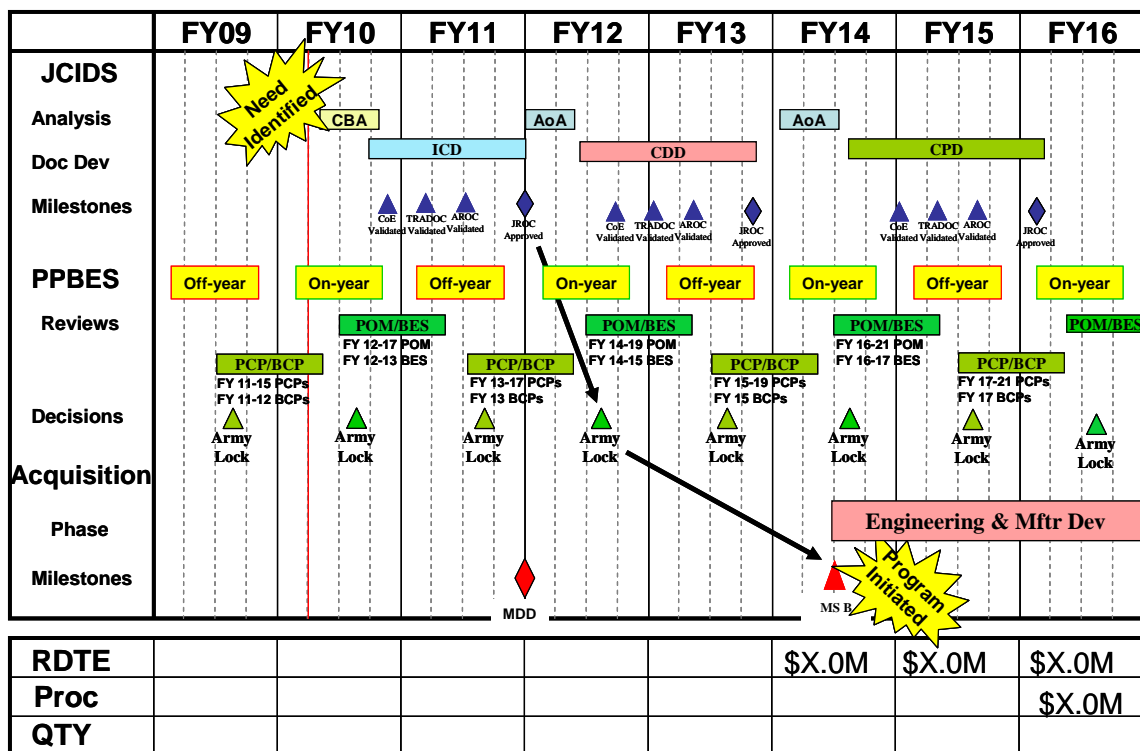 FY09 FY10 FY11 FY12 FY13 FY14 FY15 FY16
JCIDS
Need
Identified
Analysis
CBA AoA AoA
Doc Dev
ICD CDD CPD
Milestones
CoE
Validated
TRADOC
Validated
AROC
Validated
JROC
Approved
CoE
Validated
TRADOC
Validated
AROC
Validated
JROC
Approved
CoE
Validated
TRADOC
Validated
AROC
Validated
JROC
Approved
PPBES
Off-year On-year Off-year On-year Off-year On-year Off-year On-year
Reviews
POM/BES
FY 12-17 POM
FY 12-13 BES
POM/BES
FY 14-19 POM
FY 14-15 BES
POM/BES
FY 16-21 POM
FY 16-17 BES
POM/BES
PCP/BCP
FY 11-15 PCPs
FY 11-12 BCPs
PCP/BCP
FY 13-17 PCPs
FY 13 BCPs
PCP/BCP
FY 15-19 PCPs
FY 15 BCPs
PCP/BCP
FY 17-21 PCPs
FY 17 BCPs
Decisions
Army
Lock
Army
Lock
Army
Lock
Army
Lock
Army
Lock
Army
Lock
Army
Lock
Army
Lock
Acquisition
Phase
Engineering & Mftr Dev
Milestones
MDD
MS B
Program
Initiated
RDTE $X.0M $X.0M $X.0M
Proc $X.0M
QTY